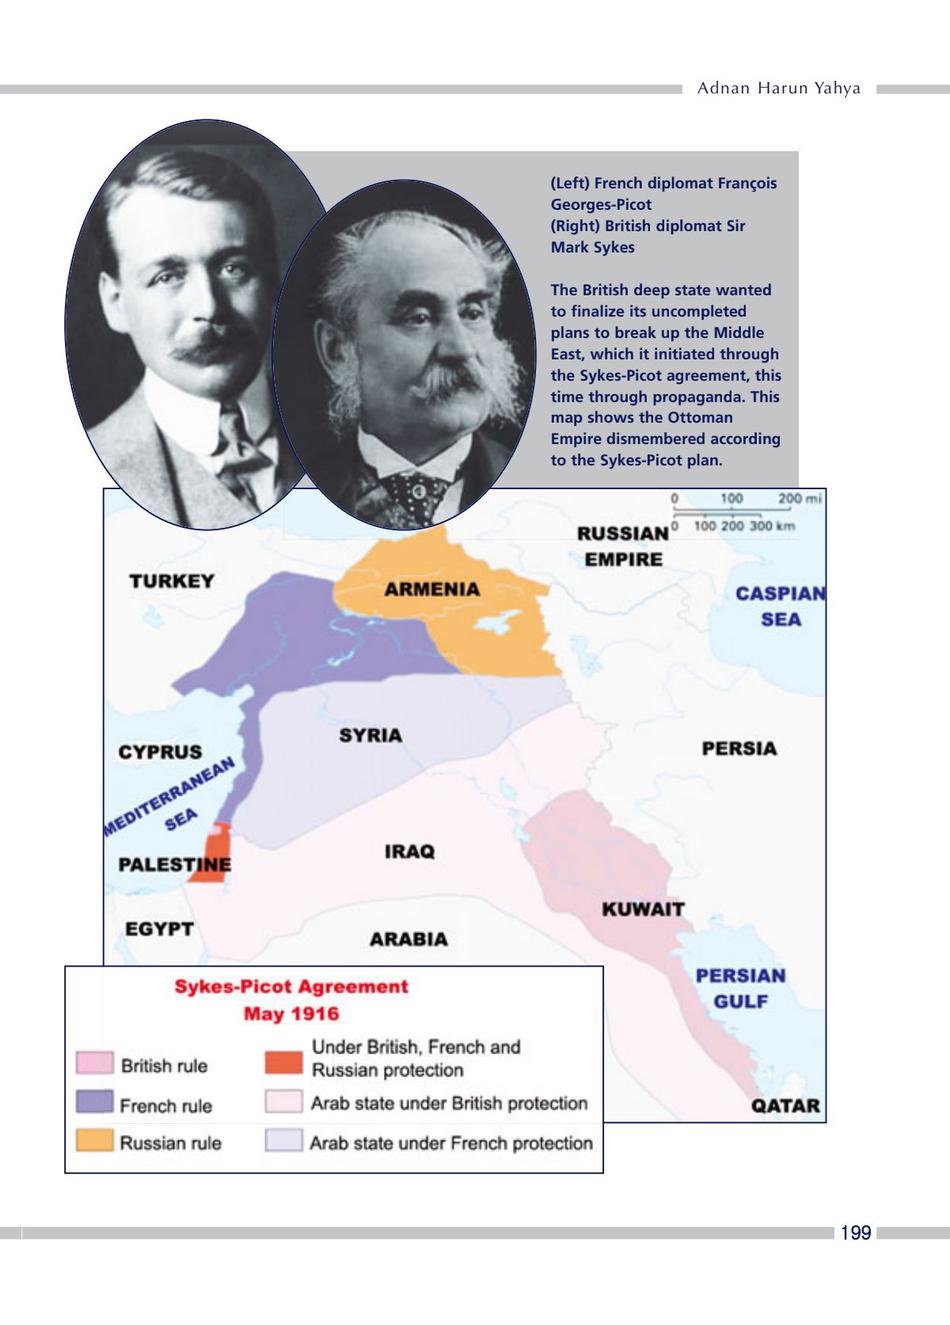 Adnan Harun Yahya
(Left) French diplomat François
Georges-Picot
(Right) British diplomat Sir
Mark Sykes
The British deep state wanted
to finalize its uncompleted
plans to break up the Middle
East, which it initiated through
the Sykes-Picot agreement, this
time through propaganda. This
map shows the Ottoman
Empire dismembered according
to the Sykes-Picot plan.
0 100 200 mi
0 100 200 300 km
RUSSIAN
EMPIRE
TURKEY
ARMENIA
CASPIAN
SEA
SYRIA
CYPRUS
PERSIA
MEDITERRANEAN
SEA
PALESTINE
IRAQ
KUWAIT
EGYPT
ARABIA
PERSIAN
GULF
QATAR
Sykes-Picot Agreement
May 1916
British rule
French rule
Russian rule
Under British, French and
Russian protection
Arab state under British protection
Arab state under French protection
199